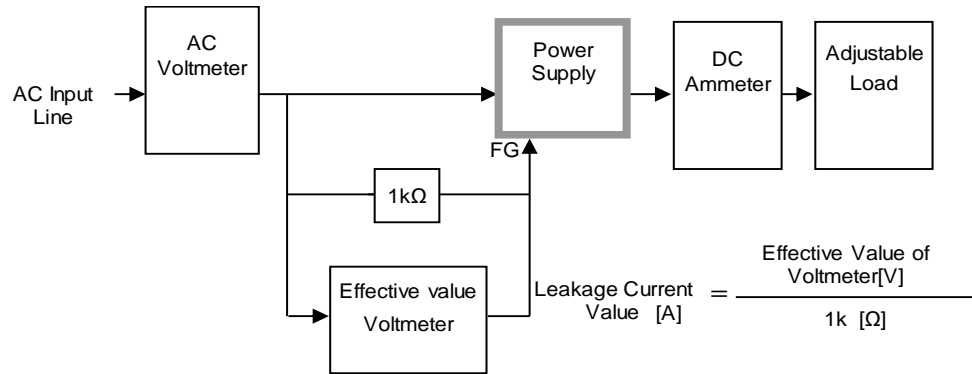 AC
Voltmeter
Power
Supply
DC
Ammeter
Adjustable
Load
AC Input
Line
FG
1kΩ
Effective value
Voltmeter
Leakage Current
Value [A]
=
Effective Value of
Voltmeter[V]
1k [Ω]